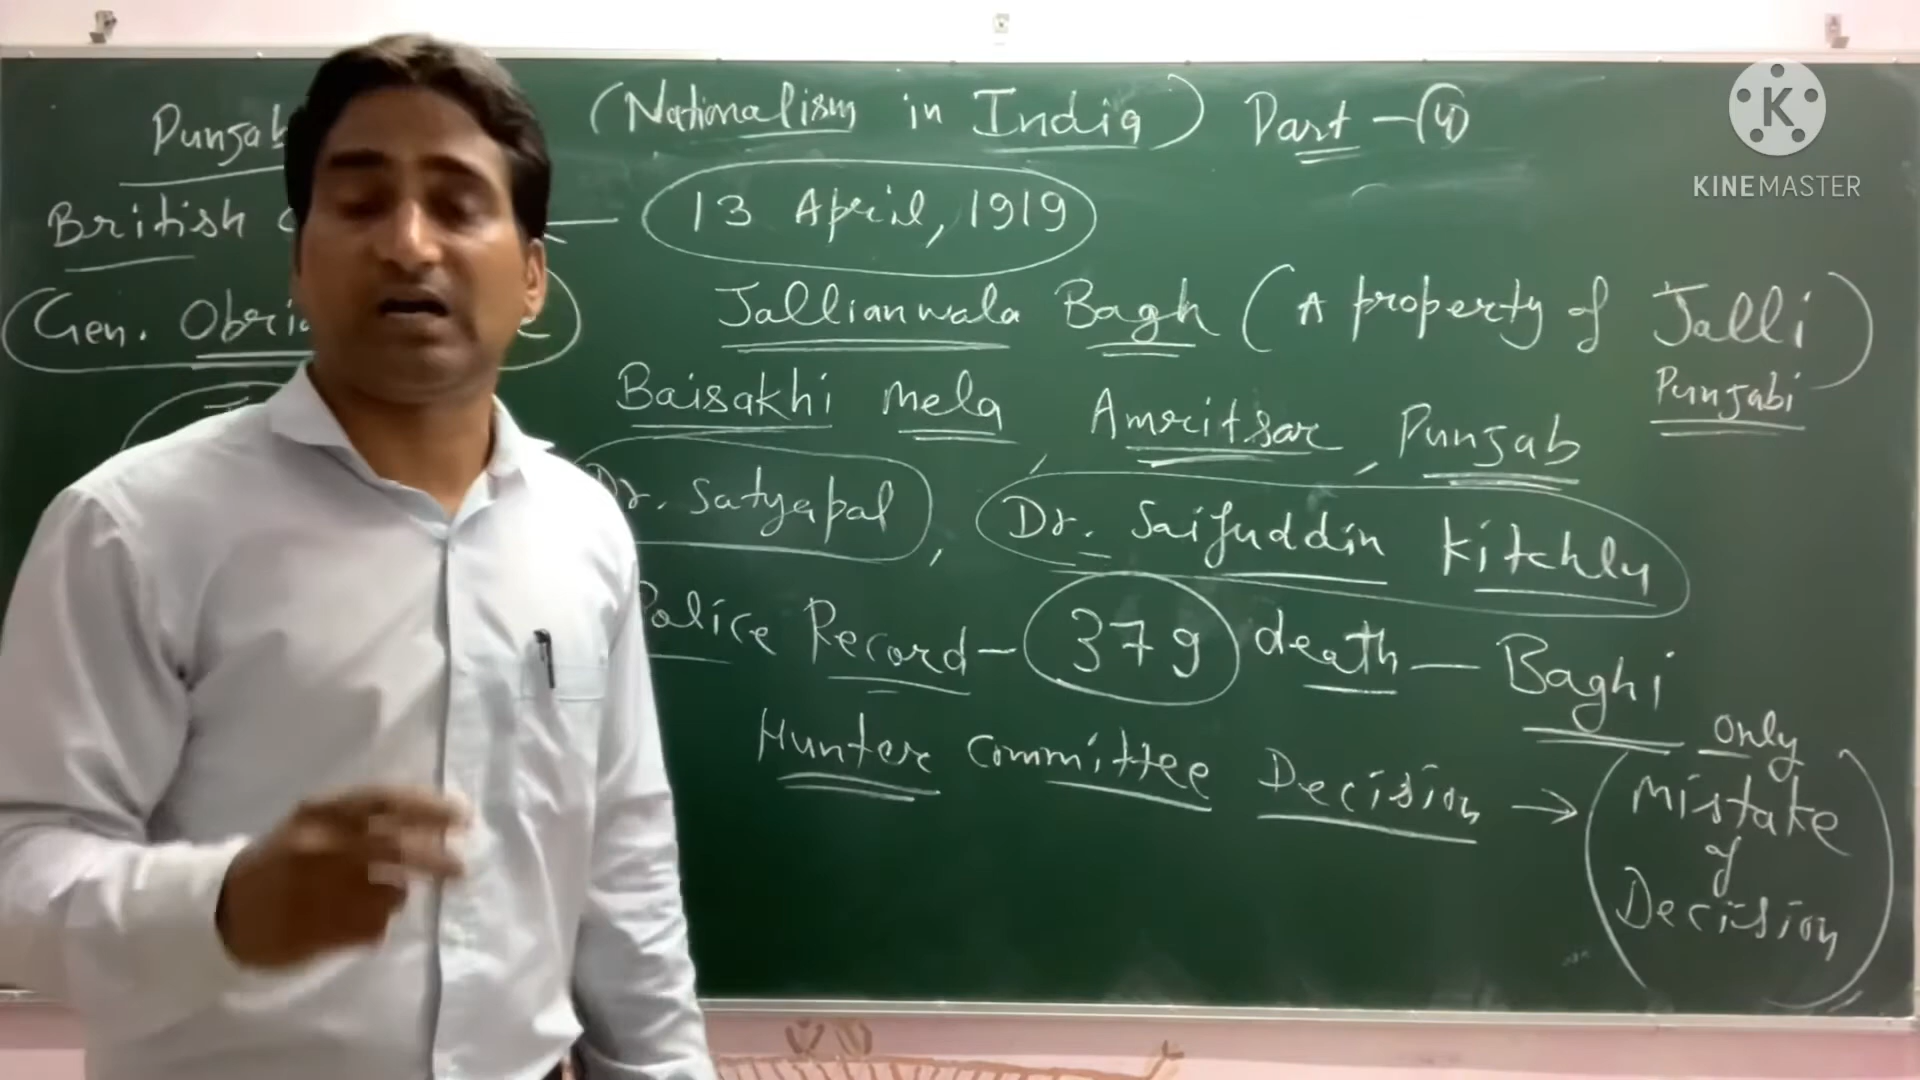 (Nationalism in India) Part - (4)
Punjab
British
13 April, 1919
Gen.
Jallianwala Bagh (A property of Jalli)
Punjabi
Baisakhi Mela, Amritsar, Punjab
Dr. Satyapal, Dr. Saifuddin Kitchly
Police Record - 379 death - Baghi
Hunter Committee Decision → (only
Mistake
of
Decision)
K
KINEMASTER